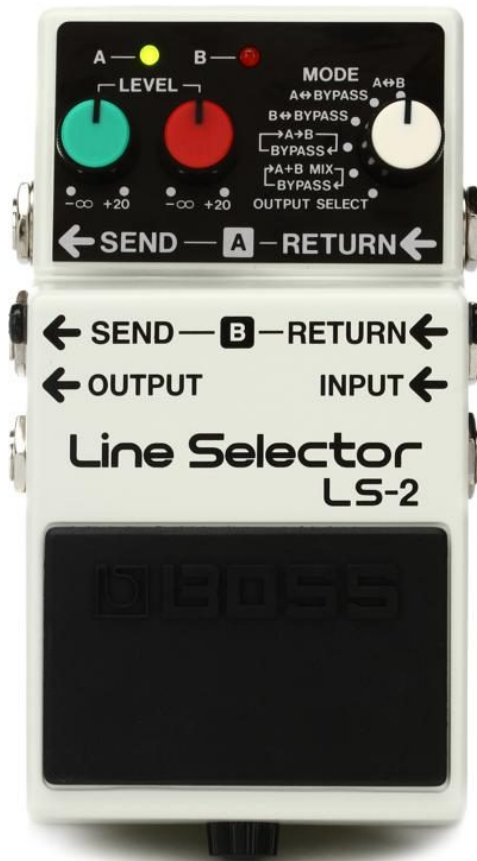 A B
LEVEL
MODE
A↔B
A↔BYPASS
B↔BYPASS
→A→B
BYPASS↵
→A+B MIX
BYPASS↵
OUTPUT SELECT
-∞ +20 -∞ +20
← SEND — A — RETURN ←
← SEND — B — RETURN ←
← OUTPUT INPUT ←
Line Selector
LS-2
BOSS